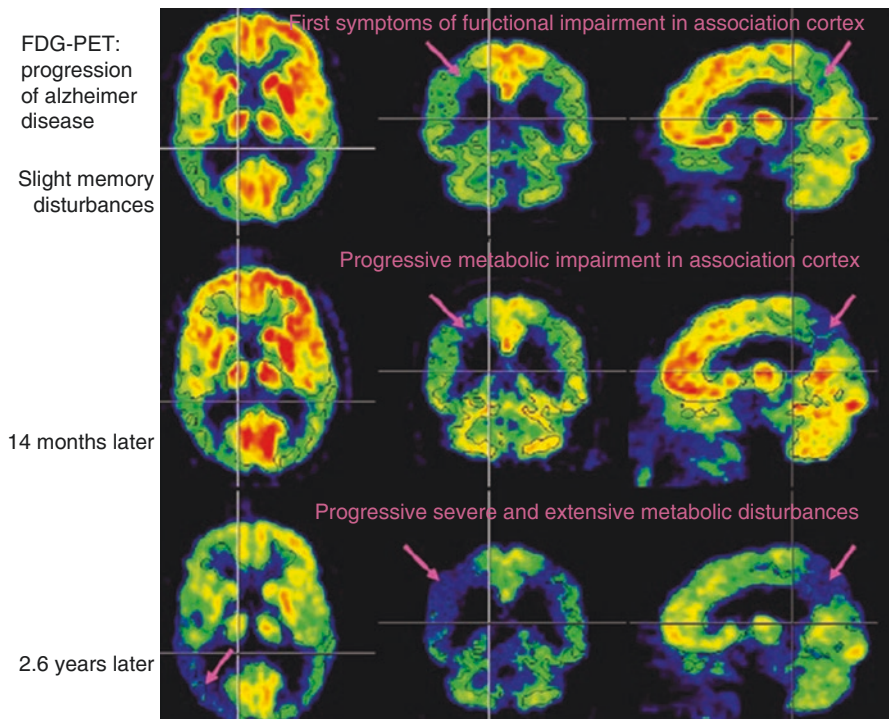 FDG-PET:
progression
of alzheimer
disease
First symptoms of functional impairment in association cortex
Slight memory
disturbances
Progressive metabolic impairment in association cortex
14 months later
Progressive severe and extensive metabolic disturbances
2.6 years later